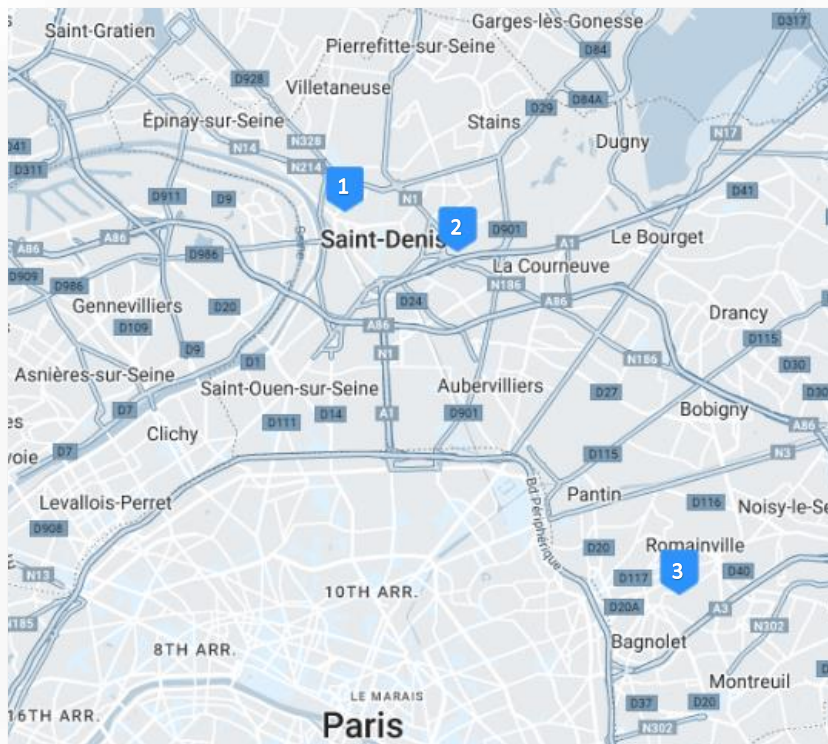 Saint-Gratien
Garges-lès-Gonesse
D317
Pierrefitte-sur-Seine
D84
D928
Villetaneuse
D84A
D29
Épinay-sur-Seine
Stains
N328
N14
Dugny
N17
D311
N214
1
D911
D9
N1
D41
2
D901
A86
A86
Saint-Denis
A1
Le Bourget
Seine
D986
La Courneuve
D909
D986
N186
Gennevilliers
D20
D24
A86
Drancy
D109
A86
D115
D9
N1
N186
D1
D30
Asnières-sur-Seine
Saint-Ouen-sur-Seine
Aubervilliers
D27
D7
D111
D14
A1
D901
Bobigny
A86
Clichy
D7
D115
N3
Bd Périphérique
Pantin
Levallois-Perret
D116
Noisy-le-Se
D908
D20
Romainville
N13
D117
3
D40
10TH ARR.
D20A
A3
N302
8TH ARR.
Bagnolet
Montreuil
LE MARAIS
16TH ARR.
Paris
D37
D20
N302